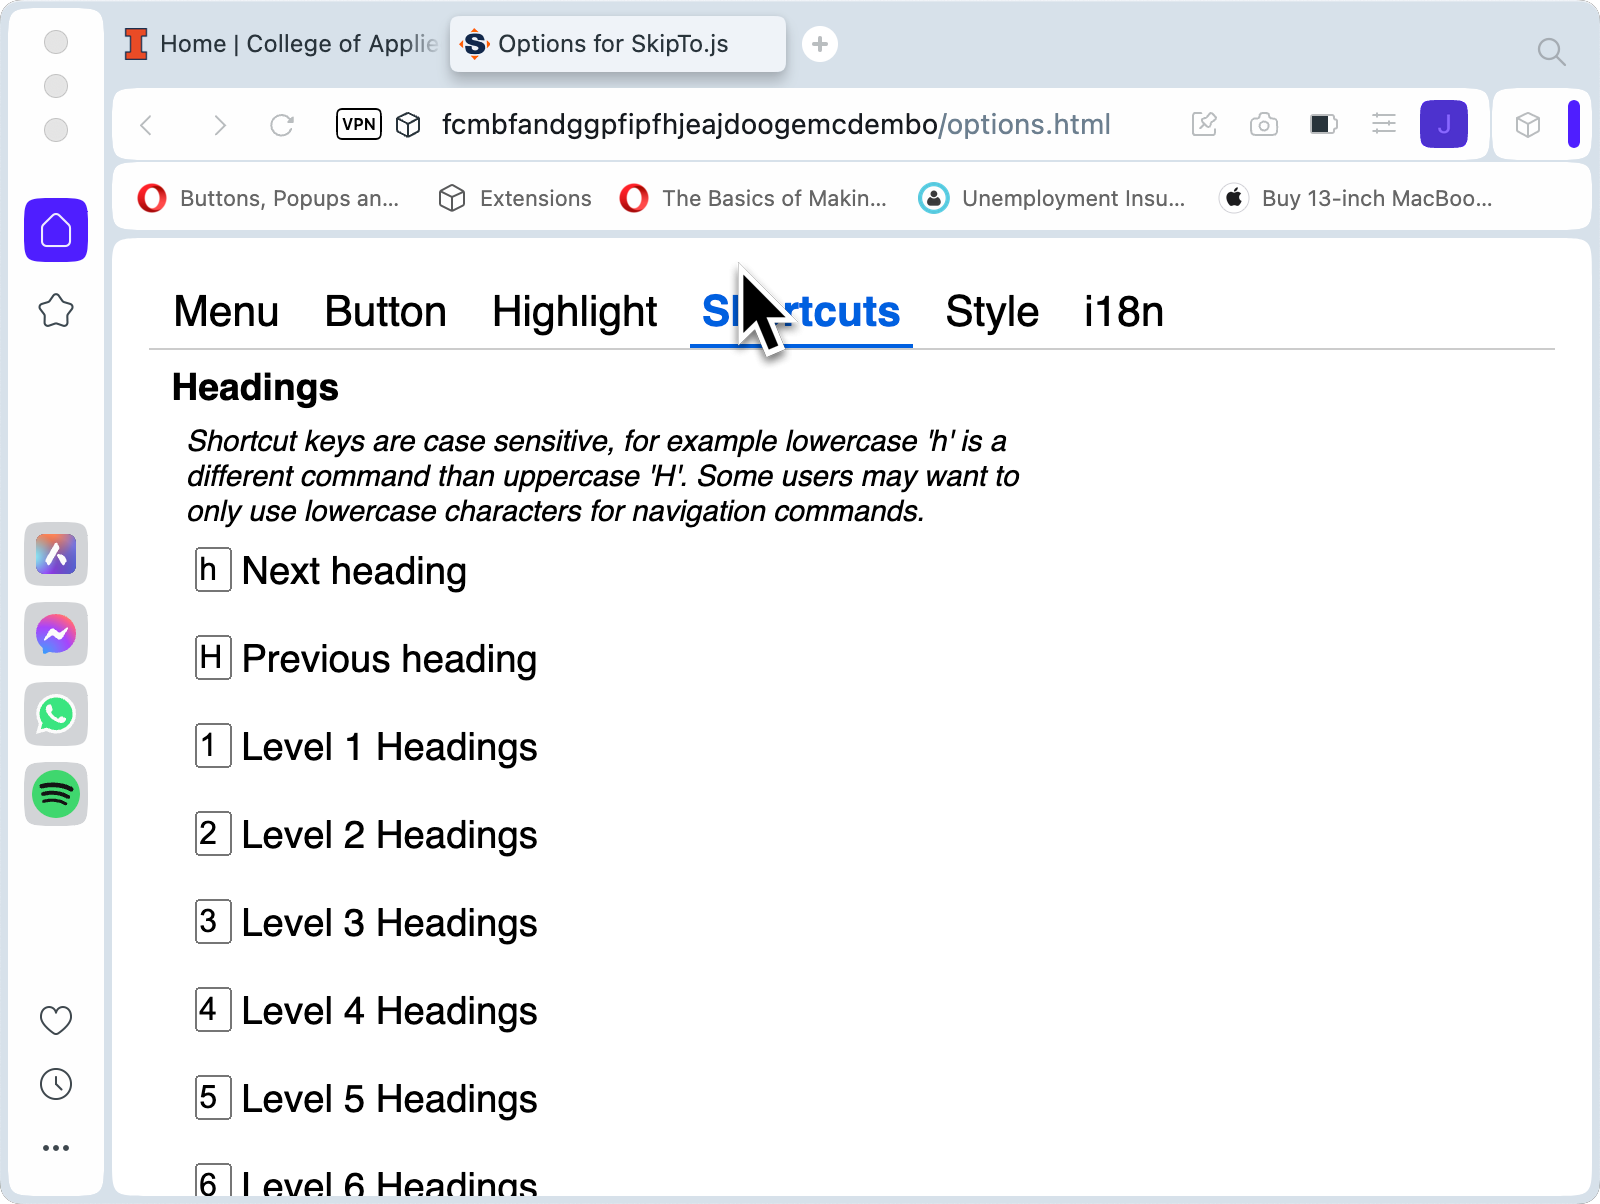 Home | College of Applie
Options for SkipTo.js
VPN
fcmbfandggpfipfhjeajdoogemcdembo/options.html
J
Buttons, Popups an...
Extensions
The Basics of Makin...
Unemployment Insu...
Buy 13-inch MacBoo...
Menu
Button
Highlight
Shortcuts
Style
i18n
Headings
Shortcut keys are case sensitive, for example lowercase 'h' is a
different command than uppercase 'H'. Some users may want to
only use lowercase characters for navigation commands.
h Next heading
H Previous heading
1 Level 1 Headings
2 Level 2 Headings
3 Level 3 Headings
4 Level 4 Headings
5 Level 5 Headings
6 Level 6 Headings